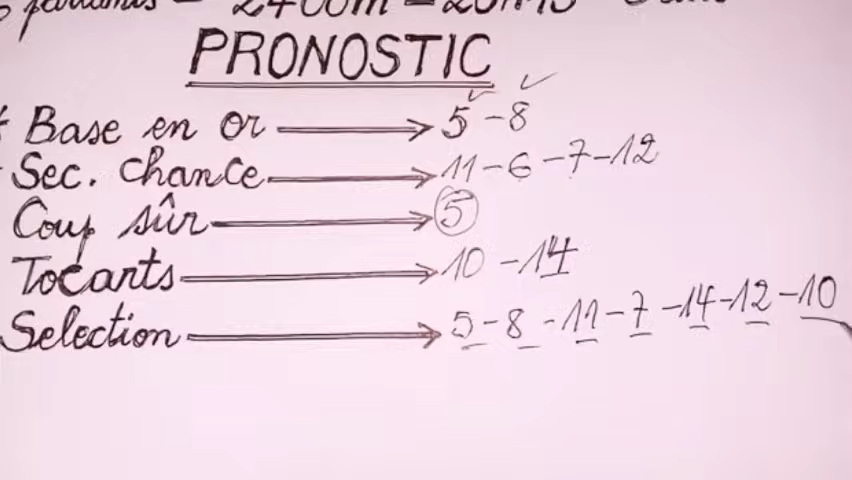 2400m
PRONOSTIC
Base en or 5 - 8
Sec. chance 11 - 6 - 7 - 12
Coup sûr 5
Tocarts 10 - 14
Selection 5 - 8 - 11 - 7 - 14 - 12 - 10